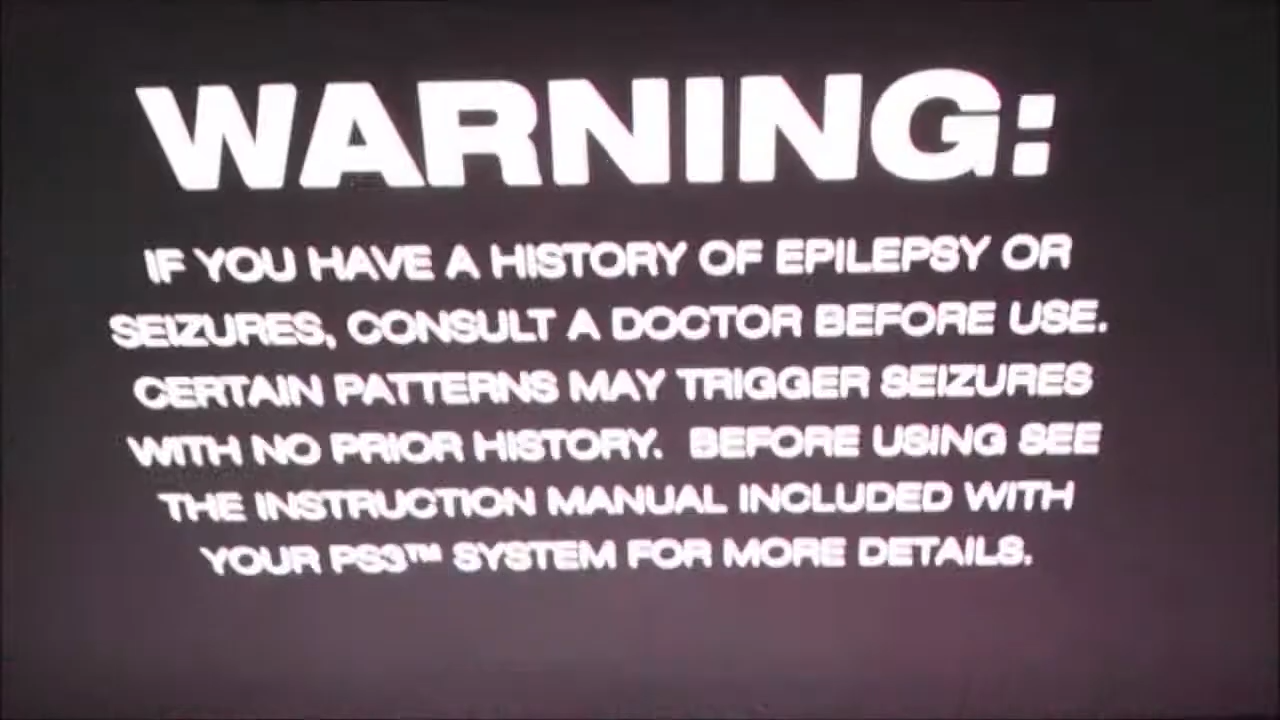 WARNING:
IF YOU HAVE A HISTORY OF EPILEPSY OR
SEIZURES, CONSULT A DOCTOR BEFORE USE.
CERTAIN PATTERNS MAY TRIGGER SEIZURES
WITH NO PRIOR HISTORY.  BEFORE USING SEE
THE INSTRUCTION MANUAL INCLUDED WITH
YOUR PS3™ SYSTEM FOR MORE DETAILS.